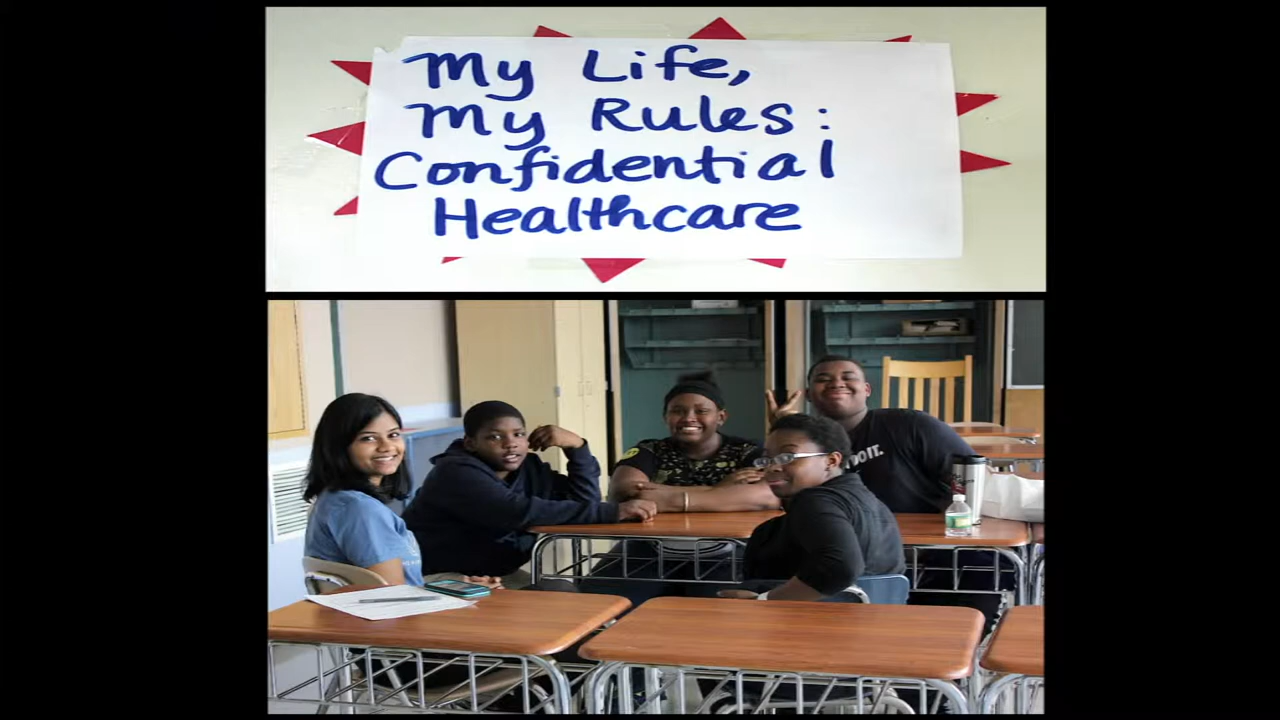 My Life,
My Rules:
Confidential
Healthcare
DO IT.